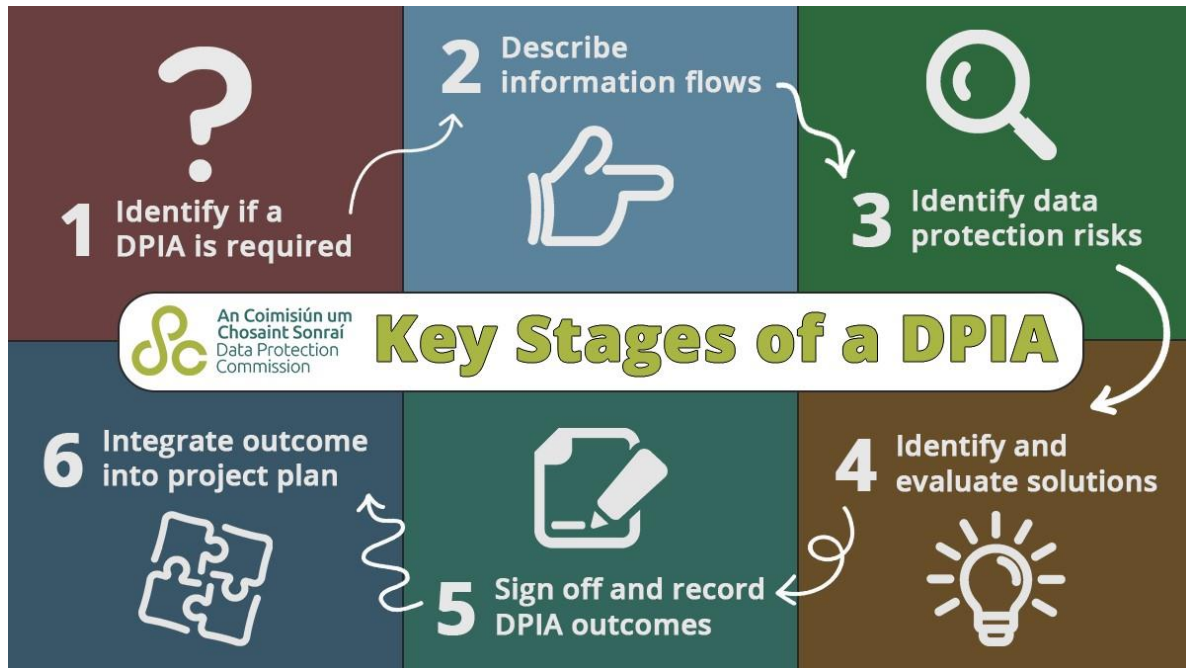 1 Identify if a
DPIA is required
2 Describe
information flows
3 Identify data
protection risks
An Coimisiún um
Chosaint Sonraí
Data Protection
Commission
Key Stages of a DPIA
4 Identify and
evaluate solutions
5 Sign off and record
DPIA outcomes
6 Integrate outcome
into project plan